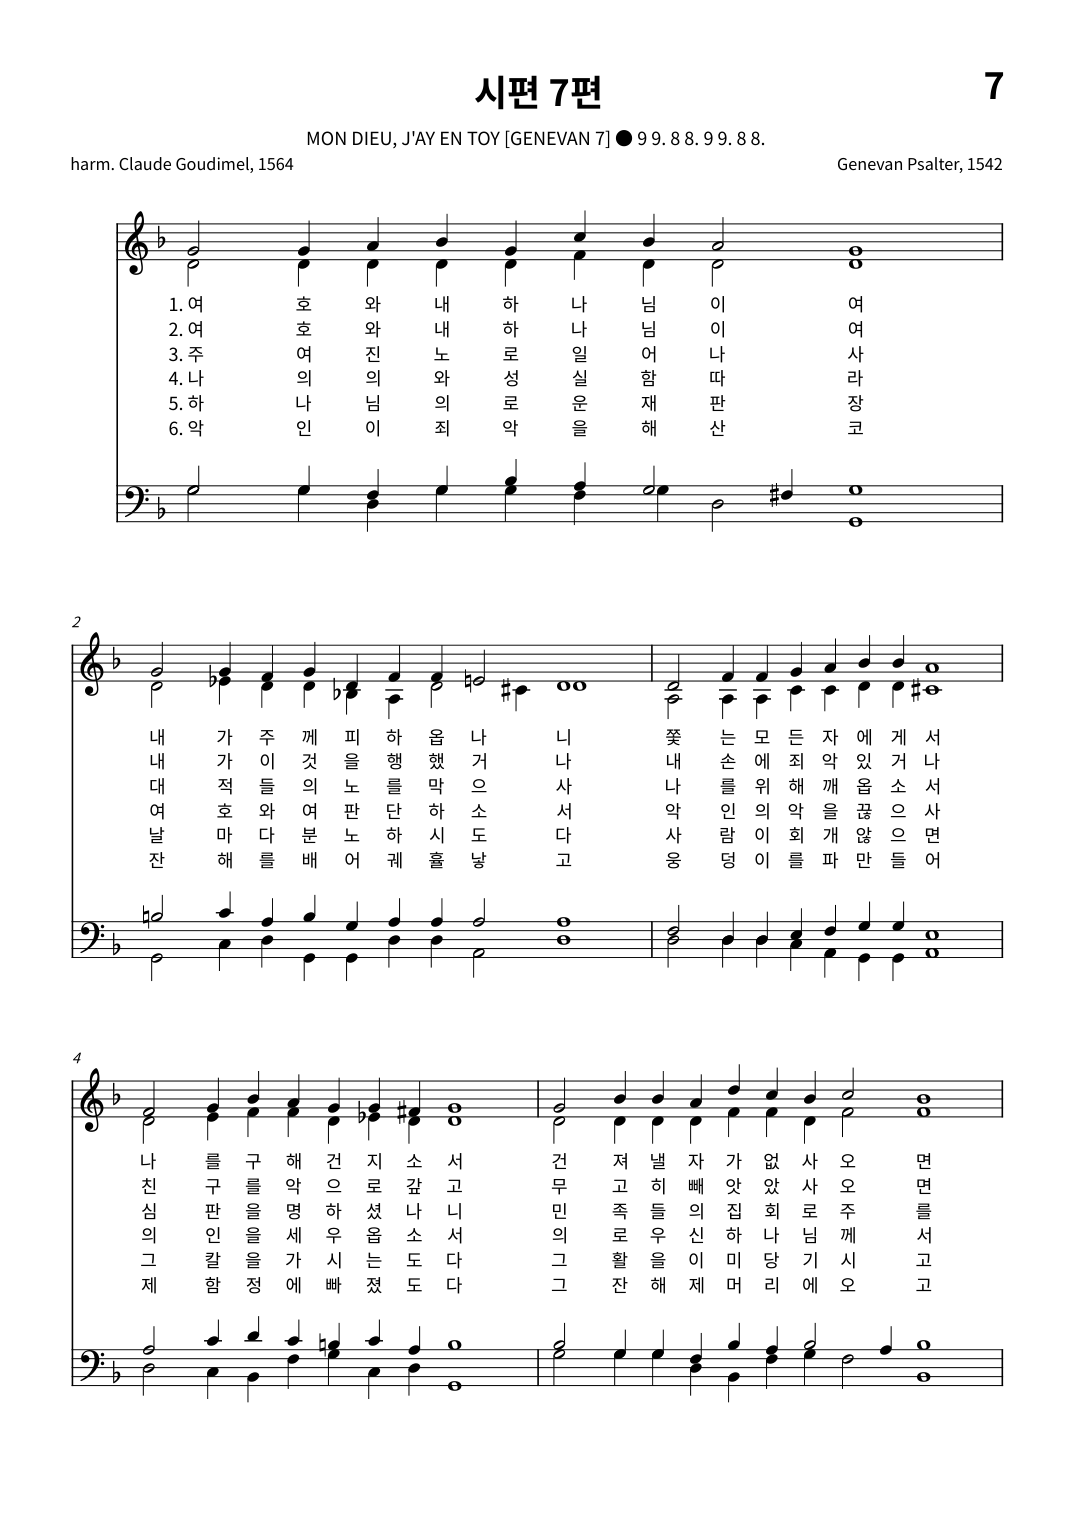 시편 7편
7
MON DIEU, J'AY EN TOY [GENEVAN 7] ● 9 9. 8 8. 9 9. 8 8.
harm. Claude Goudimel, 1564
Genevan Psalter, 1542
1. 여 호 와 내 하 나 님 이 여
2. 여 호 와 내 하 나 님 이 여
3. 주 여 진 노 로 일 어 나 사
4. 나 의 의 와 성 실 함 따 라
5. 하 나 님 의 로 운 재 판 장
6. 악 인 이 죄 악 을 해 산 코
2
내 가 주 께 피 하 옵 나 니 쫓 는 모 든 자 에 게 서
내 가 이 것 을 행 했 거 나 내 손 에 죄 악 있 거 나
대 적 들 의 노 를 막 으 사 나 를 위 해 깨 옵 소 서
여 호 와 여 판 단 하 소 서 악 인 의 악 을 끊 으 사
날 마 다 분 노 하 시 도 다 사 람 이 회 개 않 으 면
잔 해 를 배 어 궤 휼 낳 고 웅 덩 이 를 파 만 들 어
4
나 를 구 해 건 지 소 서 건 져 낼 자 가 없 사 오 면
친 구 를 악 으 로 갚 고 무 고 히 빼 앗 았 사 오 면
심 판 을 명 하 셨 나 니 민 족 들 의 집 회 로 주 를
의 인 을 세 우 옵 소 서 의 로 우 신 하 나 님 께 서
그 칼 을 가 시 는 도 다 그 활 을 이 미 당 기 시 고
제 함 정 에 빠 졌 도 다 그 잔 해 제 머 리 에 오 고